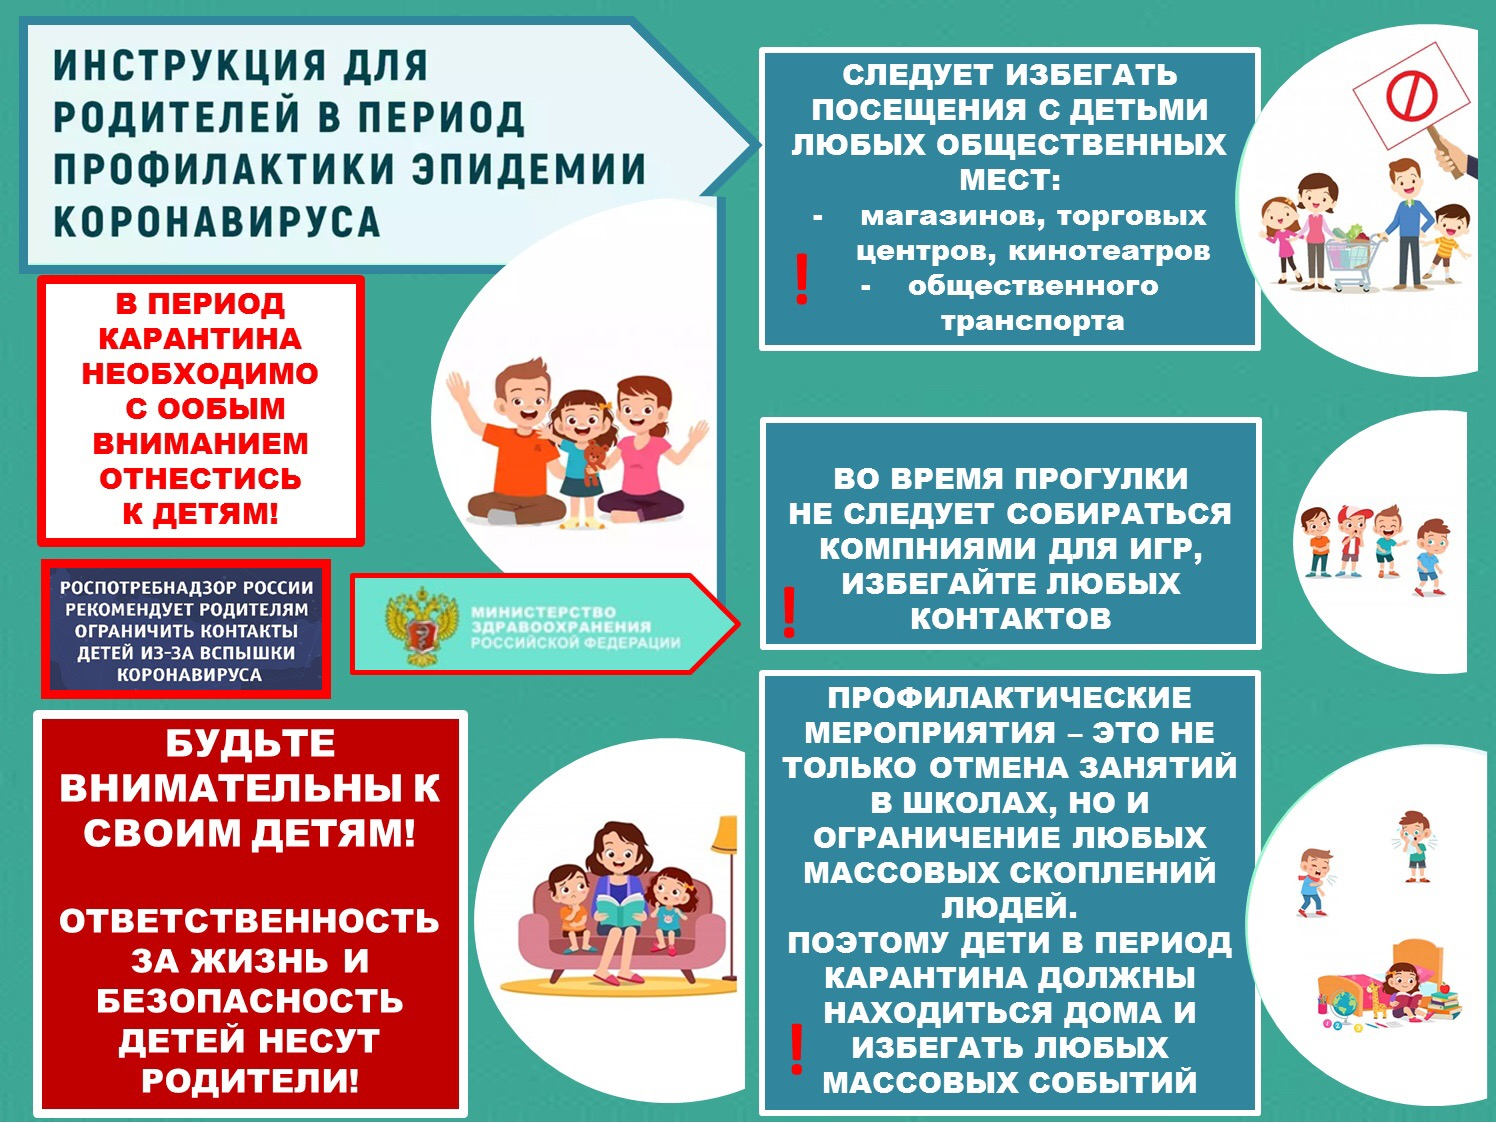 ИНСТРУКЦИЯ ДЛЯ
РОДИТЕЛЕЙ В ПЕРИОД
ПРОФИЛАКТИКИ ЭПИДЕМИИ
КОРОНАВИРУСА
В ПЕРИОД
КАРАНТИНА
НЕОБХОДИМО
С ООБЫМ
ВНИМАНИЕМ
ОТНЕСТИСЬ
К ДЕТЯМ!
РОСПОТРЕБНАДЗОР РОССИИ
РЕКОМЕНДУЕТ РОДИТЕЛЯМ
ОГРАНИЧИТЬ КОНТАКТЫ
ДЕТЕЙ ИЗ-ЗА ВСПЫШКИ
КОРОНАВИРУСА
МИНИСТЕРСТВО
ЗДРАВООХРАНЕНИЯ
РОССИЙСКОЙ ФЕДЕРАЦИИ
БУДЬТЕ
ВНИМАТЕЛЬНЫ К
СВОИМ ДЕТЯМ!
ОТВЕТСТВЕННОСТЬ
ЗА ЖИЗНЬ И
БЕЗОПАСНОСТЬ
ДЕТЕЙ НЕСУТ
РОДИТЕЛИ!
СЛЕДУЕТ ИЗБЕГАТЬ
ПОСЕЩЕНИЯ С ДЕТЬМИ
ЛЮБЫХ ОБЩЕСТВЕННЫХ
МЕСТ:
- магазинов, торговых
центров, кинотеатров
- общественного
транспорта
!
ВО ВРЕМЯ ПРОГУЛКИ
НЕ СЛЕДУЕТ СОБИРАТЬСЯ
КОМПНИЯМИ ДЛЯ ИГР,
ИЗБЕГАЙТЕ ЛЮБЫХ
КОНТАКТОВ
!
ПРОФИЛАКТИЧЕСКИЕ
МЕРОПРИЯТИЯ – ЭТО НЕ
ТОЛЬКО ОТМЕНА ЗАНЯТИЙ
В ШКОЛАХ, НО И
ОГРАНИЧЕНИЕ ЛЮБЫХ
МАССОВЫХ СКОПЛЕНИЙ
ЛЮДЕЙ.
ПОЭТОМУ ДЕТИ В ПЕРИОД
КАРАНТИНА ДОЛЖНЫ
НАХОДИТЬСЯ ДОМА И
ИЗБЕГАТЬ ЛЮБЫХ
МАССОВЫХ СОБЫТИЙ
!